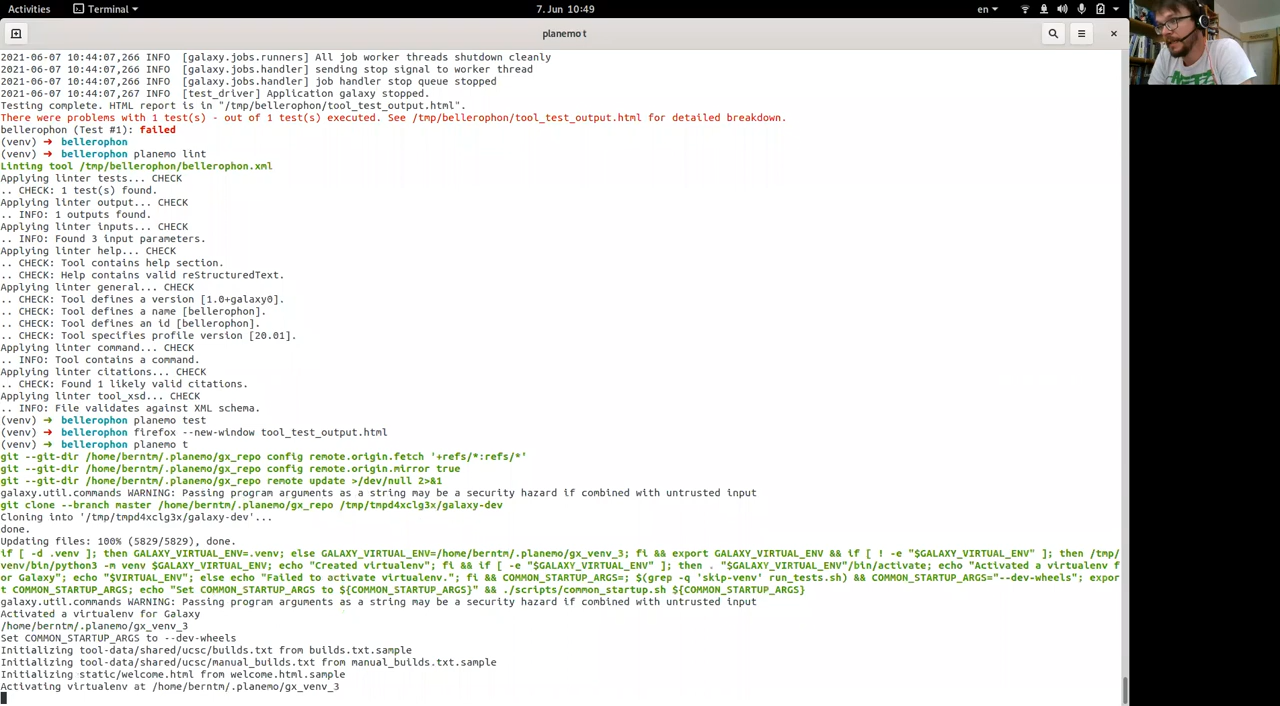 Activities Terminal 7. Jun 10:49 en
planemo t
2021-06-07 10:44:07,266 INFO  [galaxy.jobs.runners] All job worker threads shutdown cleanly
2021-06-07 10:44:07,266 INFO  [galaxy.jobs.handler] sending stop signal to worker thread
2021-06-07 10:44:07,266 INFO  [galaxy.jobs.handler] job handler stop queue stopped
2021-06-07 10:44:07,267 INFO  [test_driver] Application galaxy stopped.
Testing complete. HTML report is in "/tmp/bellerophon/tool_test_output.html".
There were problems with 1 test(s) - out of 1 test(s) executed. See /tmp/bellerophon/tool_test_output.html for detailed breakdown.
bellerophon (Test #1): failed
(venv) ➜  bellerophon
(venv) ➜  bellerophon planemo lint
Linting tool /tmp/bellerophon/bellerophon.xml
Applying linter tests... CHECK
.. CHECK: 1 test(s) found.
Applying linter output... CHECK
.. INFO: 1 outputs found.
Applying linter inputs... CHECK
.. INFO: Found 3 input parameters.
Applying linter help... CHECK
.. CHECK: Tool contains help section.
.. CHECK: Help contains valid reStructuredText.
Applying linter general... CHECK
.. CHECK: Tool defines a version [1.0+galaxy0].
.. CHECK: Tool defines a name [bellerophon].
.. CHECK: Tool defines an id [bellerophon].
.. CHECK: Tool specifies profile version [20.01].
Applying linter command... CHECK
.. INFO: Tool contains a command.
Applying linter citations... CHECK
.. CHECK: Found 1 likely valid citations.
Applying linter tool_xsd... CHECK
.. INFO: File validates against XML schema.
(venv) ➜  bellerophon planemo test
(venv) ➜  bellerophon firefox --new-window tool_test_output.html
(venv) ➜  bellerophon planemo t
git --git-dir /home/berntm/.planemo/gx_repo config remote.origin.fetch '+refs/*:refs/*'
git --git-dir /home/berntm/.planemo/gx_repo config remote.origin.mirror true
git --git-dir /home/berntm/.planemo/gx_repo remote update >/dev/null 2>&1
galaxy.util.commands WARNING: Passing program arguments as a string may be a security hazard if combined with untrusted input
git clone --branch master /home/berntm/.planemo/gx_repo /tmp/tmpd4xclg3x/galaxy-dev
Cloning into '/tmp/tmpd4xclg3x/galaxy-dev'...
done.
Updating files: 100% (5829/5829), done.
if [ -d .venv ]; then GALAXY_VIRTUAL_ENV=.venv; else GALAXY_VIRTUAL_ENV=/home/berntm/.planemo/gx_venv_3; fi && export GALAXY_VIRTUAL_ENV && if [ ! -e "$GALAXY_VIRTUAL_ENV" ]; then /tmp/
venv/bin/python3 -m venv $GALAXY_VIRTUAL_ENV; echo "Created virtualenv"; fi && if [ -e "$GALAXY_VIRTUAL_ENV" ]; then . "$GALAXY_VIRTUAL_ENV"/bin/activate; echo "Activated a virtualenv f
or Galaxy"; echo "$VIRTUAL_ENV"; else echo "Failed to activate virtualenv."; fi && COMMON_STARTUP_ARGS=; $(grep -q 'skip-venv' run_tests.sh) && COMMON_STARTUP_ARGS="--dev-wheels"; expor
t COMMON_STARTUP_ARGS; echo "Set COMMON_STARTUP_ARGS to ${COMMON_STARTUP_ARGS}" && ./scripts/common_startup.sh ${COMMON_STARTUP_ARGS}
galaxy.util.commands WARNING: Passing program arguments as a string may be a security hazard if combined with untrusted input
Activated a virtualenv for Galaxy
/home/berntm/.planemo/gx_venv_3
Set COMMON_STARTUP_ARGS to --dev-wheels
Initializing tool-data/shared/ucsc/builds.txt from builds.txt.sample
Initializing tool-data/shared/ucsc/manual_builds.txt from manual_builds.txt.sample
Initializing static/welcome.html from welcome.html.sample
Activating virtualenv at /home/berntm/.planemo/gx_venv_3